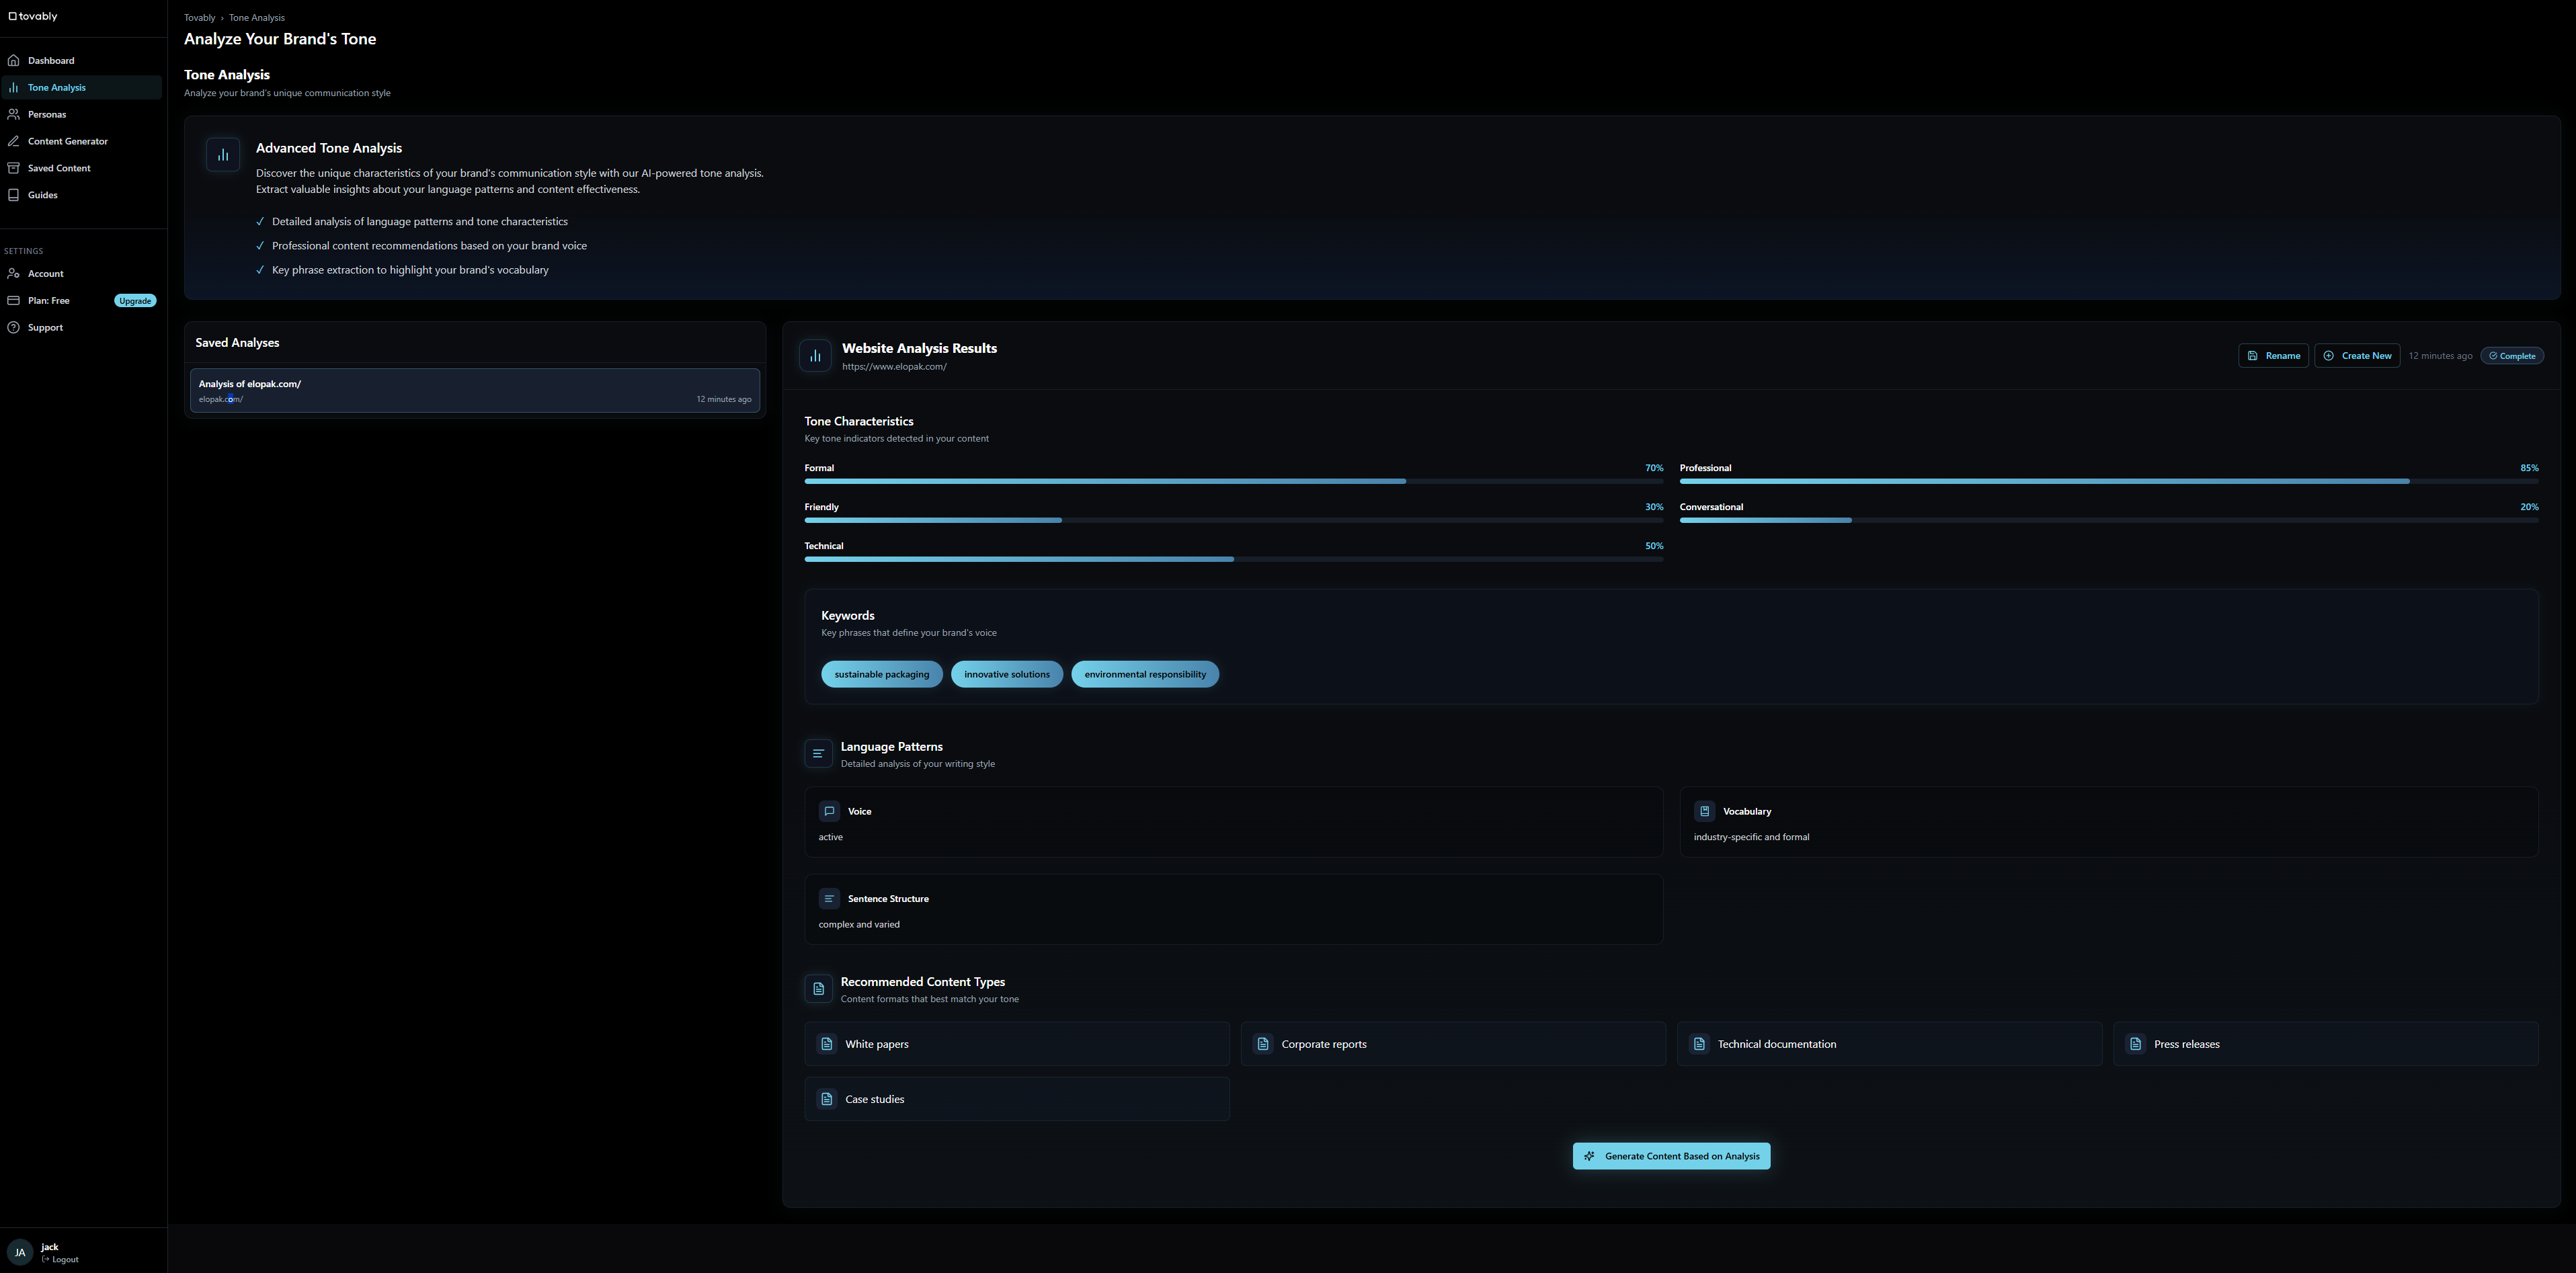 tovably
Dashboard
Tone Analysis
Personas
Content Generator
Saved Content
Guides
SETTINGS
Account
Plan: Free
Upgrade
Support
jack
JA
Logout
Tovably › Tone Analysis
Analyze Your Brand's Tone
Tone Analysis
Analyze your brand's unique communication style
Advanced Tone Analysis
Discover the unique characteristics of your brand's communication style with our AI-powered tone analysis.
Extract valuable insights about your language patterns and content effectiveness.
✓ Detailed analysis of language patterns and tone characteristics
✓ Professional content recommendations based on your brand voice
✓ Key phrase extraction to highlight your brand's vocabulary
Saved Analyses
Analysis of elopak.com/
elopak.com/ 12 minutes ago
Website Analysis Results
https://www.elopak.com/
Rename
Create New
12 minutes ago
Complete
Tone Characteristics
Key tone indicators detected in your content
Formal 70%
Professional 85%
Friendly 30%
Conversational 20%
Technical 50%
Keywords
Key phrases that define your brand's voice
sustainable packaging
innovative solutions
environmental responsibility
Language Patterns
Detailed analysis of your writing style
Voice
active
Vocabulary
industry-specific and formal
Sentence Structure
complex and varied
Recommended Content Types
Content formats that best match your tone
White papers
Corporate reports
Technical documentation
Press releases
Case studies
Generate Content Based on Analysis